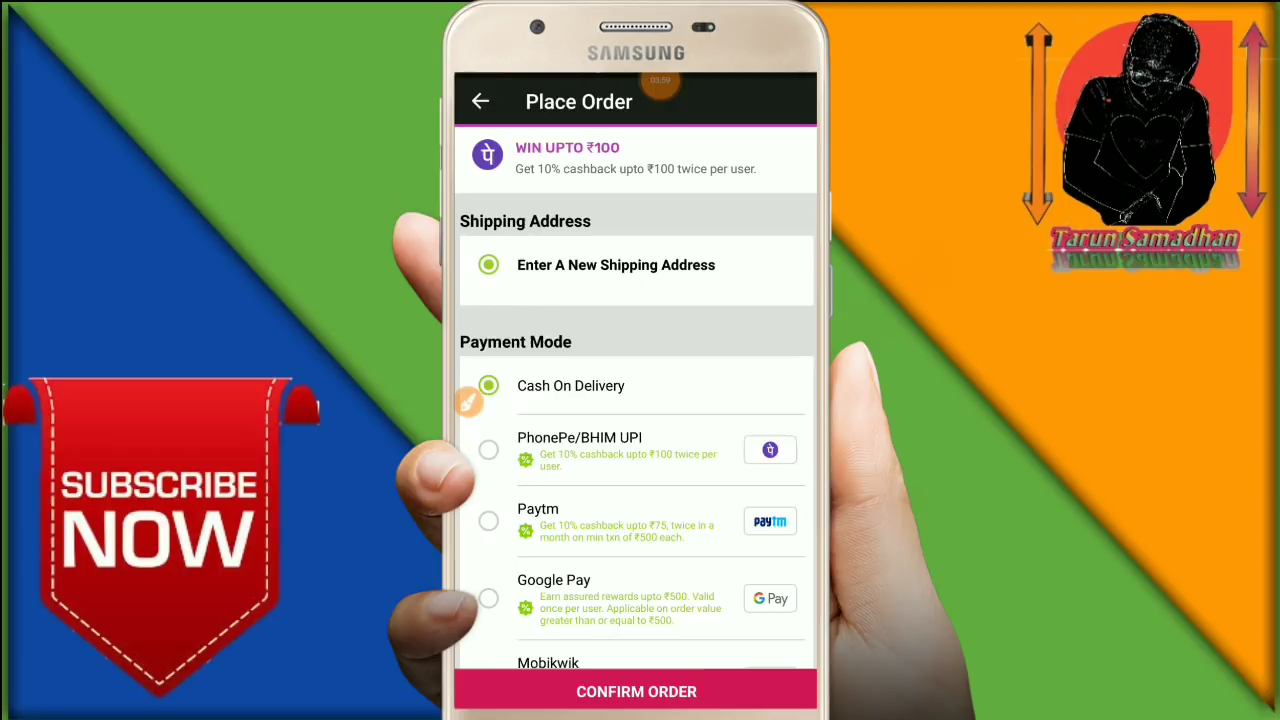 SAMSUNG
03:59
Place Order
पे
WIN UPTO ₹100
Get 10% cashback upto ₹100 twice per user.
Shipping Address
Enter A New Shipping Address
Payment Mode
Cash On Delivery
PhonePe/BHIM UPI
Get 10% cashback upto ₹100 twice per
user.
पे
Paytm
Get 10% cashback upto ₹75, twice in a
month on min txn of ₹500 each.
paytm
Google Pay
Earn assured rewards upto ₹500. Valid
once per user. Applicable on order value
greater than or equal to ₹500.
G Pay
Mobikwik
CONFIRM ORDER
SUBSCRIBE
NOW
Tarun Samadhan